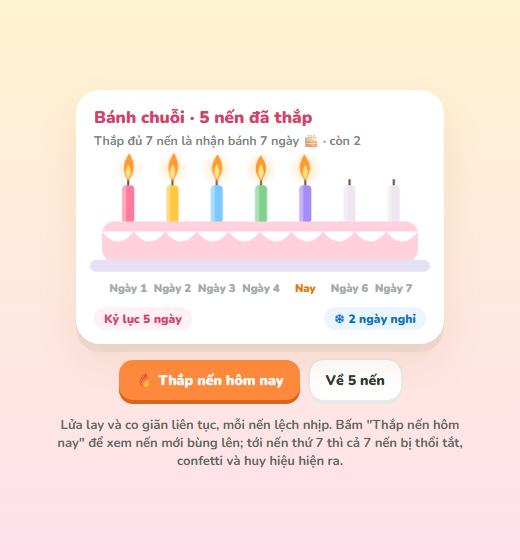 Bánh chuỗi · 5 nến đã thắp
Thắp đủ 7 nến là nhận bánh 7 ngày 🎂 · còn 2
Ngày 1 Ngày 2 Ngày 3 Ngày 4 Nay Ngày 6 Ngày 7
Kỷ lục 5 ngày
❄ 2 ngày nghỉ
🔥 Thắp nến hôm nay
Về 5 nến
Lửa lay và co giãn liên tục, mỗi nến lệch nhịp. Bấm "Thắp nến hôm
nay" để xem nến mới bùng lên; tới nến thứ 7 thì cả 7 nến bị thổi tắt,
confetti và huy hiệu hiện ra.